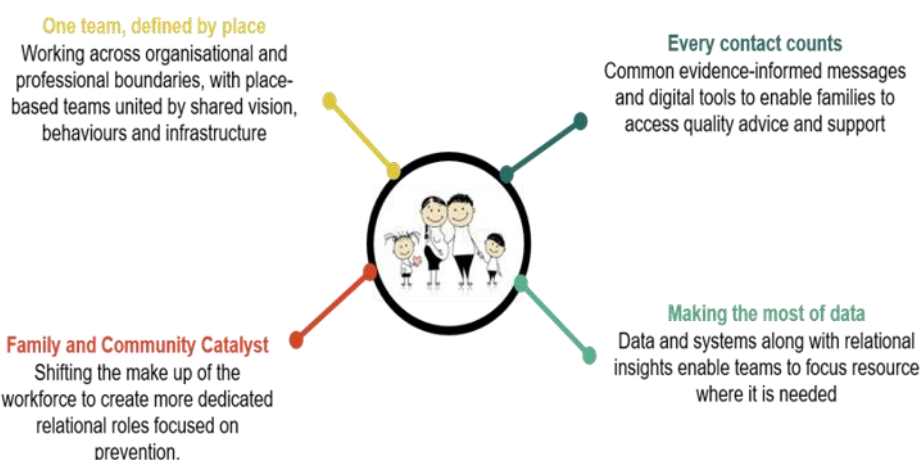 One team, defined by place
Working across organisational and
professional boundaries, with place-
based teams united by shared vision,
behaviours and infrastructure
Every contact counts
Common evidence-informed messages
and digital tools to enable families to
access quality advice and support
Family and Community Catalyst
Shifting the make up of the
workforce to create more dedicated
relational roles focused on
prevention.
Making the most of data
Data and systems along with relational
insights enable teams to focus resource
where it is needed